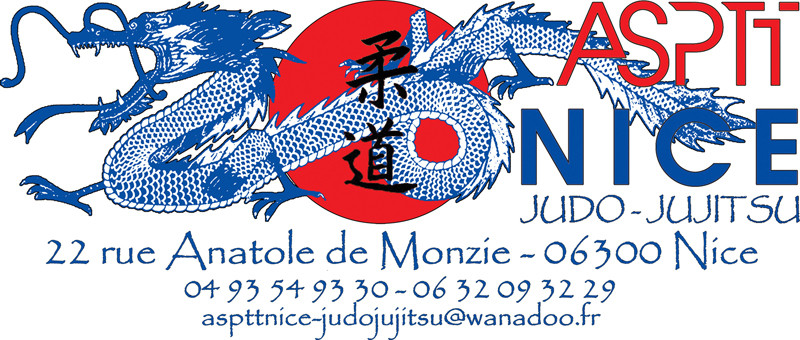 柔道
ASPTT
NICE
JUDO - JUJITSU
22 rue Anatole de Monzie - 06300 Nice
04 93 54 93 30 - 06 32 09 32 29
aspttnice-judojujitsu@wanadoo.fr